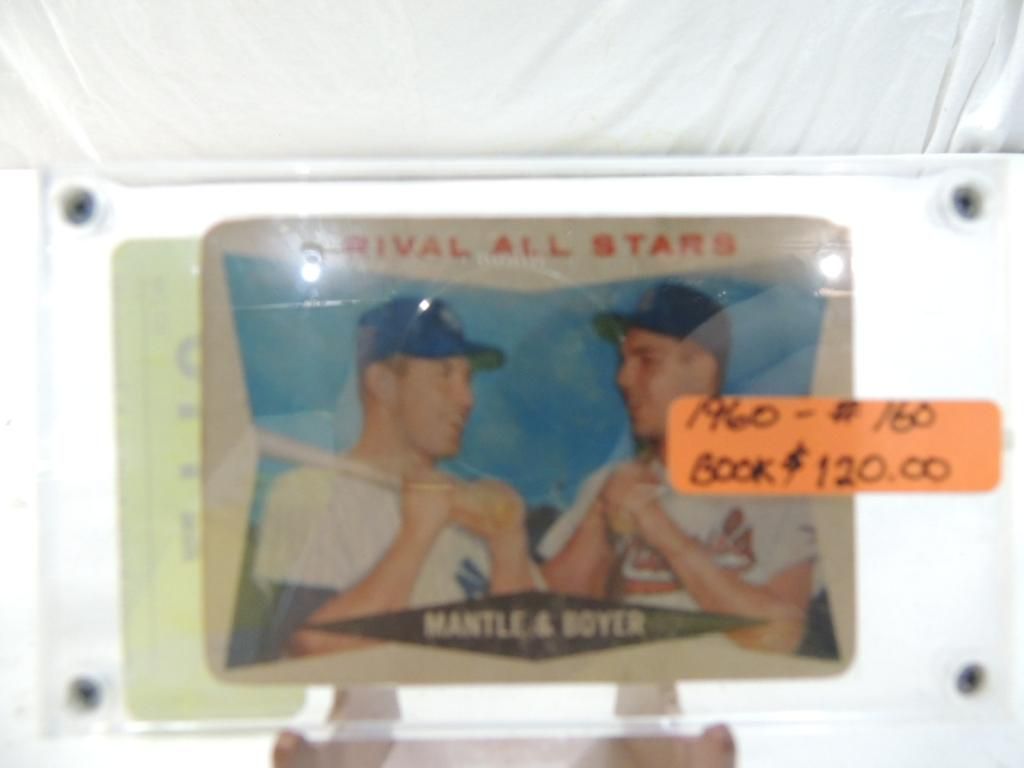 RIVAL ALL STARS
1960 - # 160
BOOK $ 120.00
MANTLE & BOYER